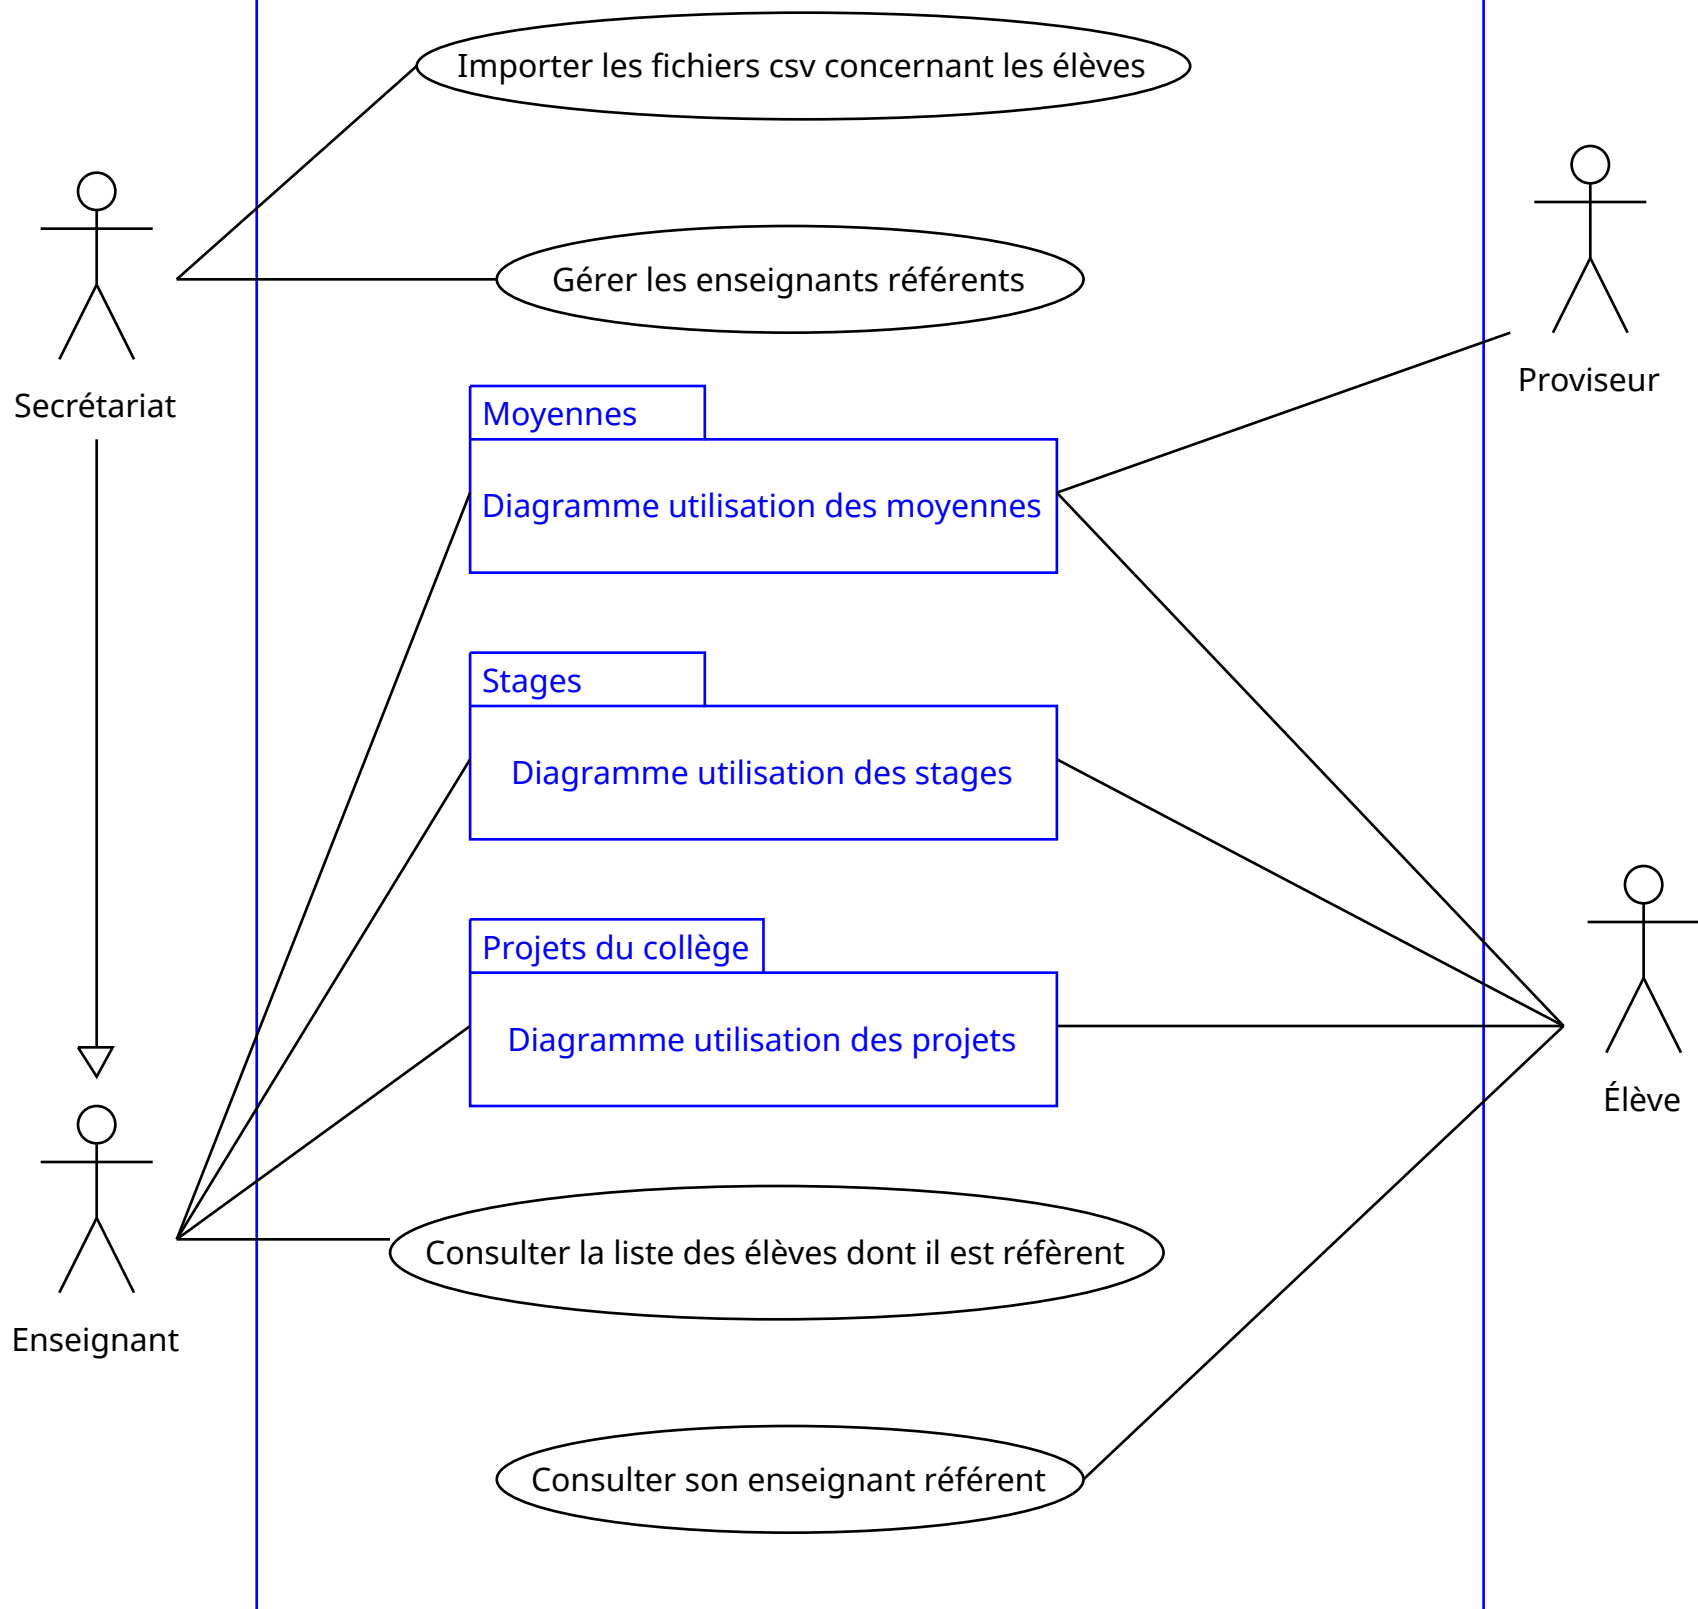 Importer les fichiers csv concernant les élèves
Gérer les enseignants référents
Secrétariat
Proviseur
Moyennes
Diagramme utilisation des moyennes
Stages
Diagramme utilisation des stages
Projets du collège
Diagramme utilisation des projets
Élève
Consulter la liste des élèves dont il est réfèrent
Enseignant
Consulter son enseignant référent